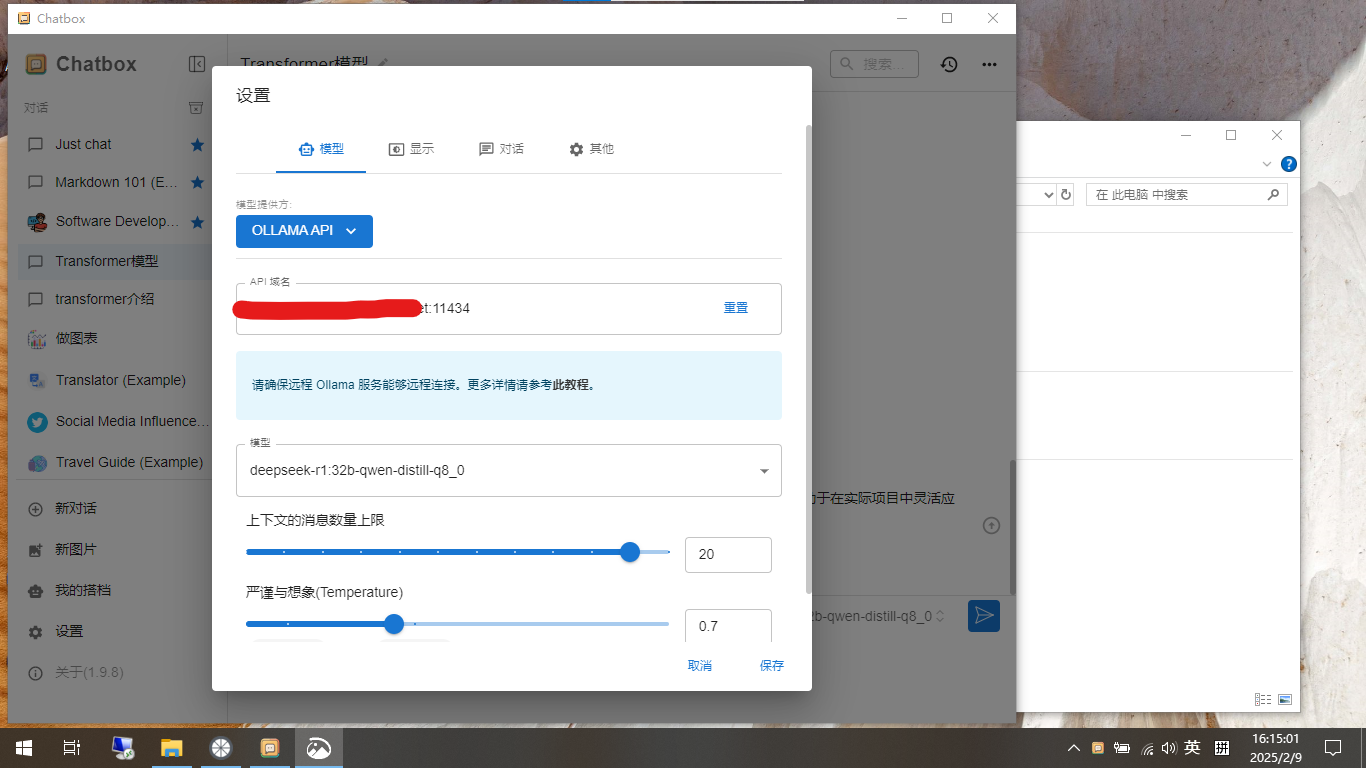 Chatbox
Chatbox
对话
Just chat
Markdown 101 (E...
Software Develop...
Transformer模型
transformer介绍
做图表
Translator (Example)
Social Media Influence...
Travel Guide (Example)
新对话
新图片
我的搭档
设置
关于(1.9.8)
Transformer模型
搜索...
设置
模型
显示
对话
其他
模型提供方:
OLLAMA API
API 域名
et:11434
重置
请确保远程 Ollama 服务能够远程连接。更多详情请参考此教程。
模型
deepseek-r1:32b-qwen-distill-q8_0
上下文的消息数量上限
20
严谨与想象(Temperature)
0.7
取消
保存
于在实际项目中灵活应
2b-qwen-distill-q8_0
在 此电脑 中搜索
英
拼
16:15:01
2025/2/9